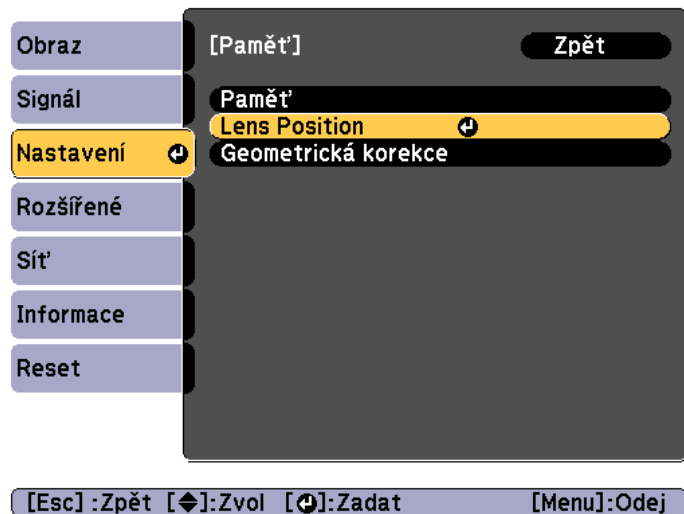 Obraz
Signál
Nastavení
Rozšířené
Síť
Informace
Reset
[Paměť] Zpět
Paměť
Lens Position
Geometrická korekce
[Esc] :Zpět [◆]:Zvol [↵]:Zadat [Menu]:Odej